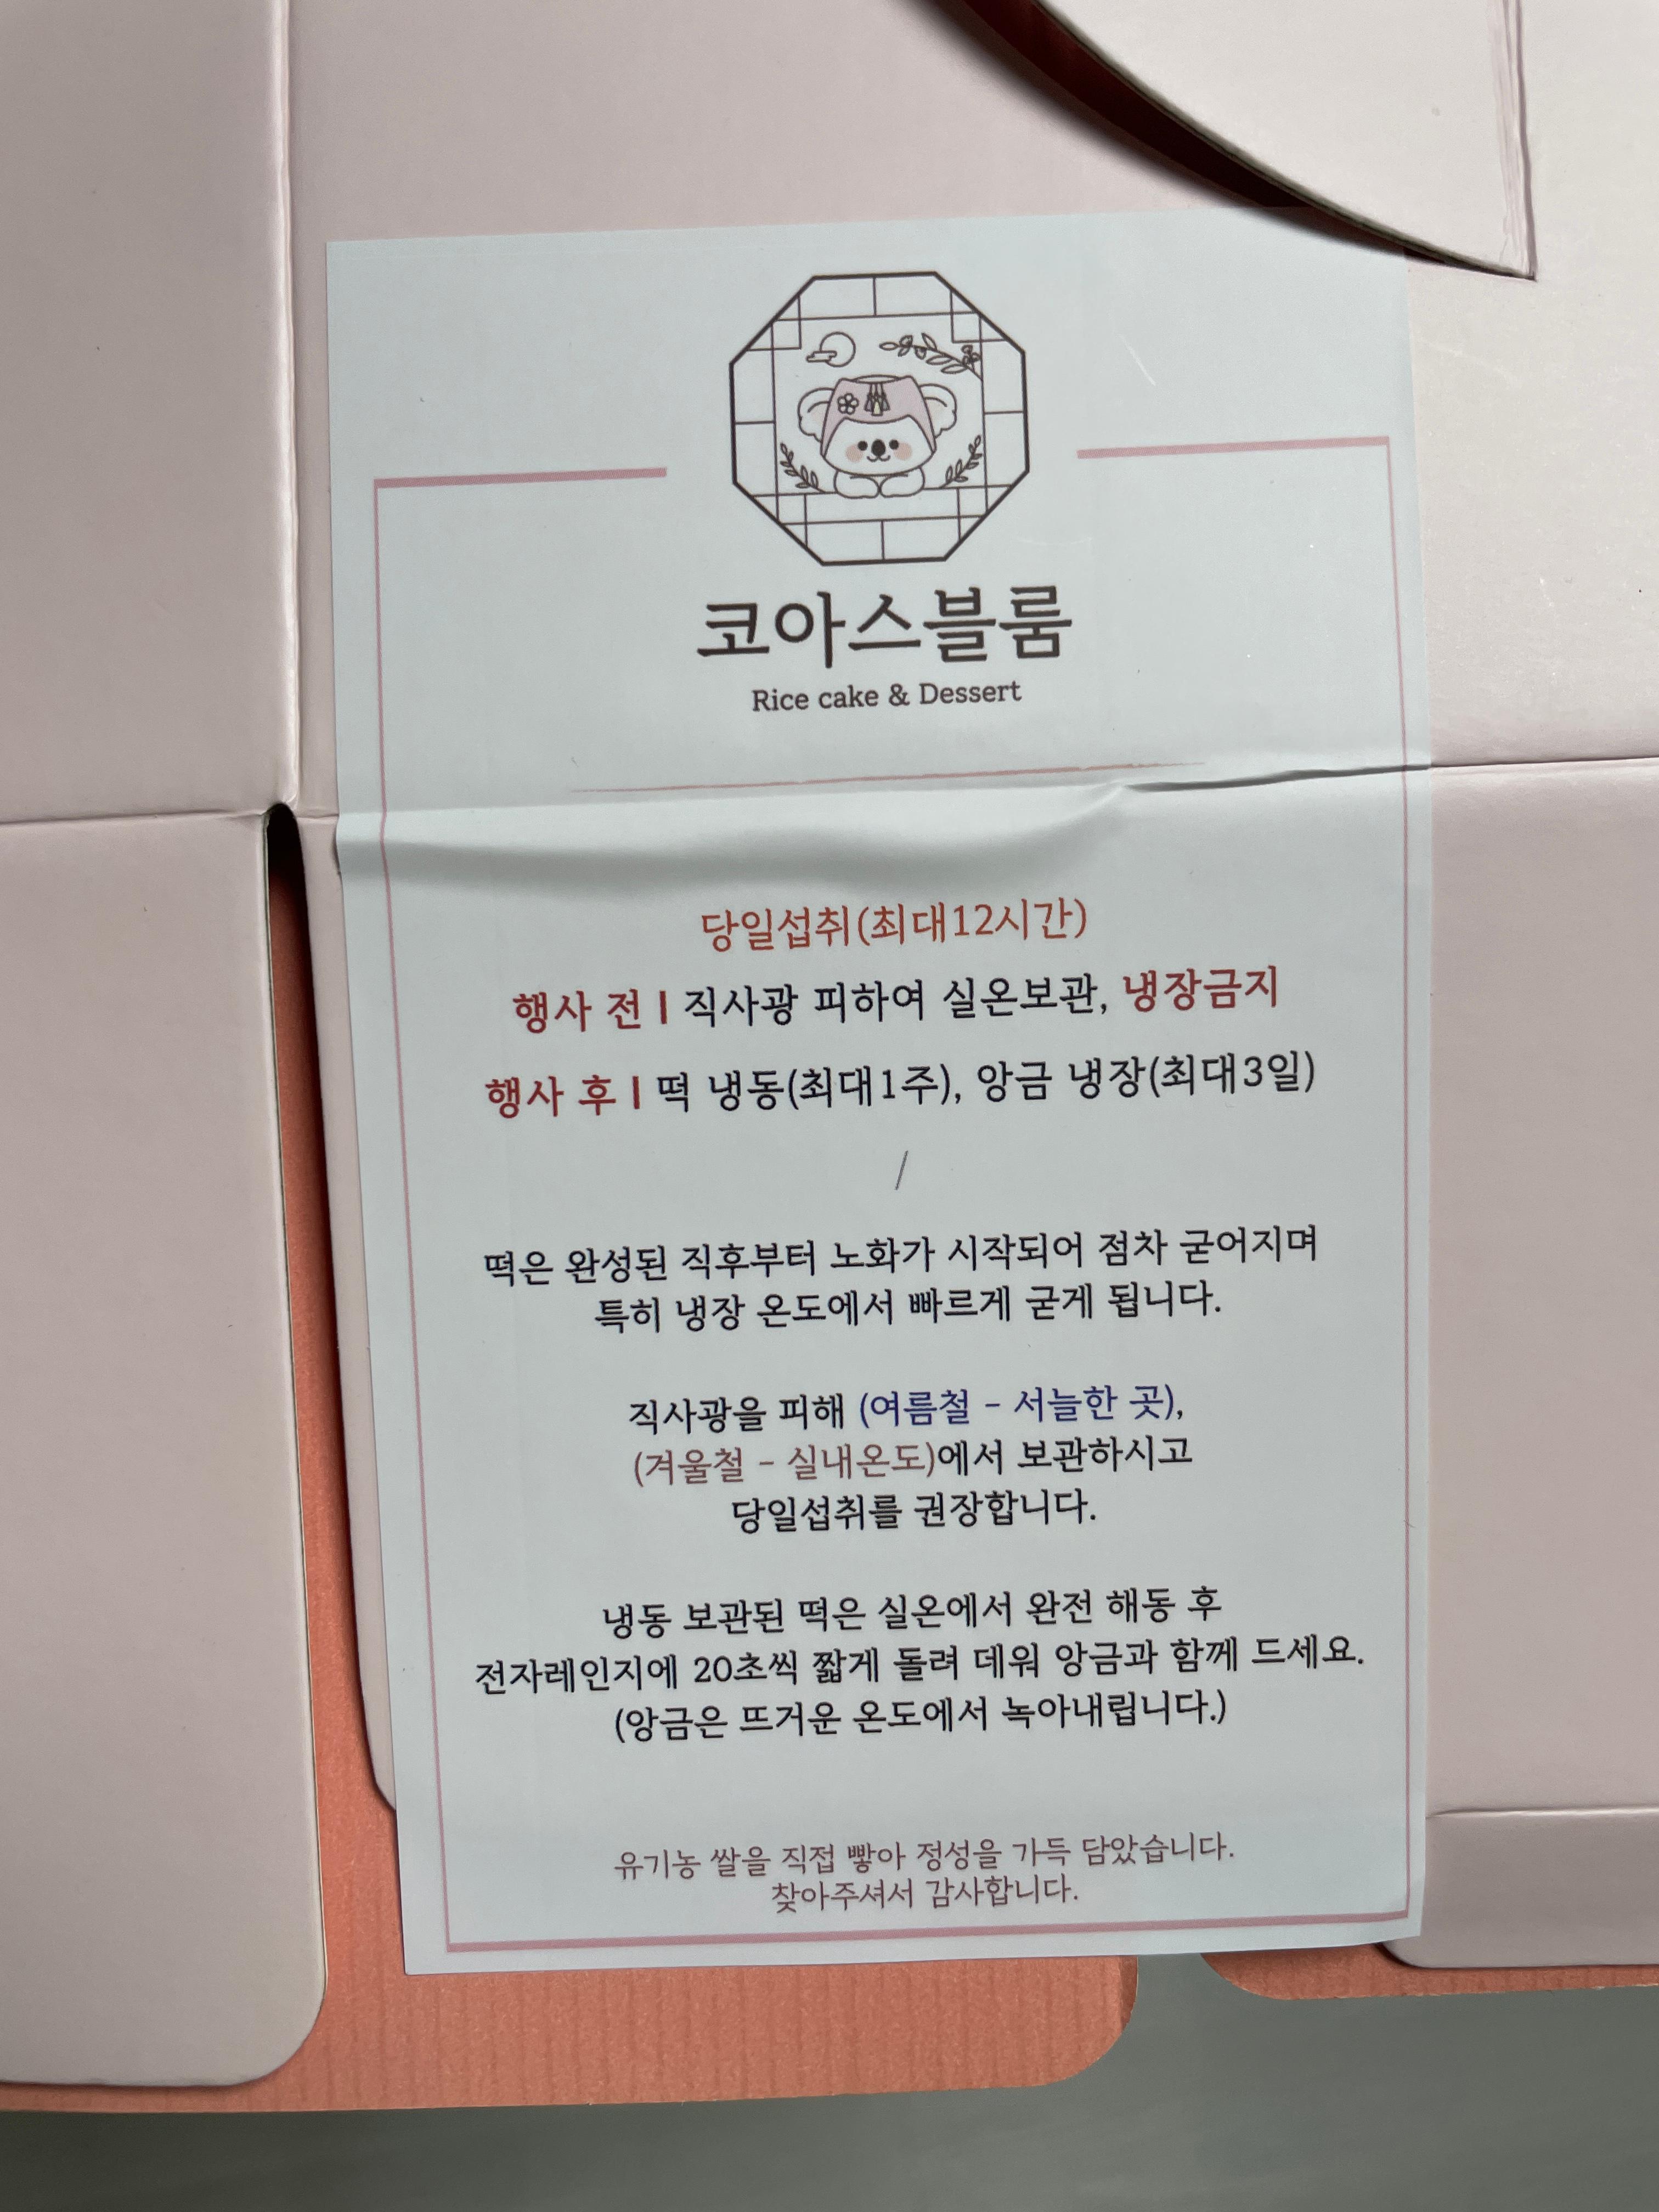 코아스블룸
Rice cake & Dessert
당일섭취(최대12시간)
행사 전 | 직사광 피하여 실온보관, 냉장금지
행사 후 | 떡 냉동(최대1주), 앙금 냉장(최대3일)
/
떡은 완성된 직후부터 노화가 시작되어 점차 굳어지며
특히 냉장 온도에서 빠르게 굳게 됩니다.
직사광을 피해 (여름철 - 서늘한 곳),
(겨울철 - 실내온도)에서 보관하시고
당일섭취를 권장합니다.
냉동 보관된 떡은 실온에서 완전 해동 후
전자레인지에 20초씩 짧게 돌려 데워 앙금과 함께 드세요.
(앙금은 뜨거운 온도에서 녹아내립니다.)
유기농 쌀을 직접 빻아 정성을 가득 담았습니다.
찾아주셔서 감사합니다.